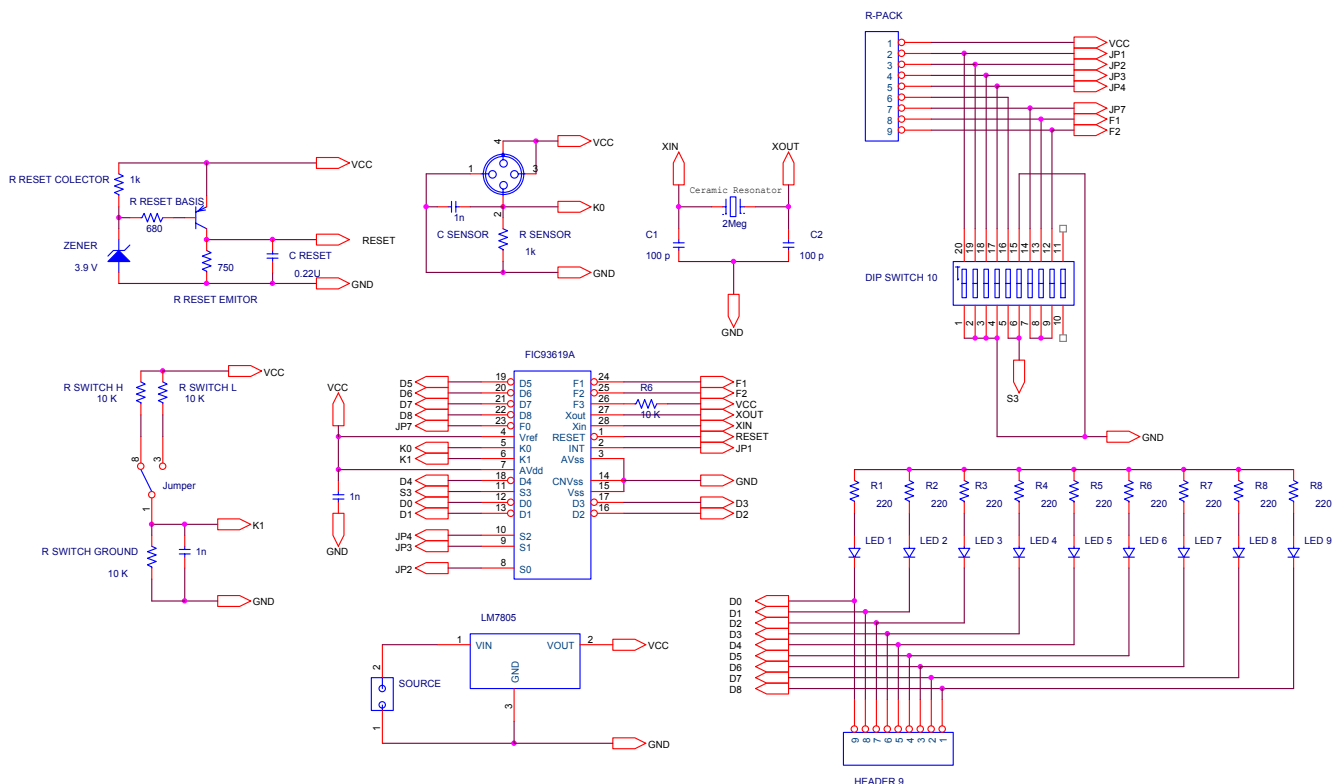 R-PACK
1
2
3
4
5
6
7
8
9
VCC
JP1
JP2
JP3
JP4
JP7
F1
F2
20
19
18
17
16
15
14
13
12
11
DIP SWITCH 10
1
2
3
4
5
6
7
8
9
10
S3
GND
VCC
R RESET COLECTOR
1k
R RESET BASIS
680
ZENER
3.9 V
750
RESET
C RESET
0.22U
GND
R RESET EMITOR
4
1
3
2
VCC
K0
1n
C SENSOR
R SENSOR
1k
GND
XIN
XOUT
Ceramic Resonator
2Meg
C1
100 p
C2
100 p
GND
VCC
R SWITCH H
10 K
R SWITCH L
10 K
8
3
Jumper
1
K1
R SWITCH GROUND
10 K
1n
GND
FIC93619A
VCC
D5 19 D5
D6 20 D6
D7 21 D7
D8 22 D8
JP7 23 F0
4 Vref
K0 5 K0
K1 6 K1
7 AVdd
D4 18 D4
S3 11 S3
D0 12 D0
D1 13 D1
JP4 10 S2
JP3 9 S1
JP2 8 S0
1n
GND
F1 24 F1
F2 25 F2
F3 26 R6 10 K VCC
Xout 27 XOUT
Xin 28 XIN
RESET 1 RESET
INT 2 JP1
AVss 3
CNVss 14 GND
Vss 15
D3 17 D3
D2 16 D2
LM7805
1 VIN
VOUT 2
VCC
GND
3
SOURCE
2
1
GND
R1
220
R2
220
R3
220
R4
220
R5
220
R6
220
R7
220
R8
220
R8
220
LED 1
LED 2
LED 3
LED 4
LED 5
LED 6
LED 7
LED 8
LED 9
D0
D1
D2
D3
D4
D5
D6
D7
D8
9
8
7
6
5
4
3
2
1
HEADER 9